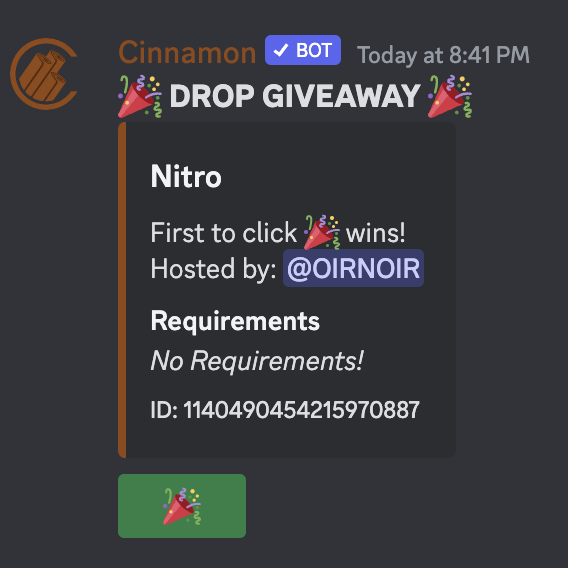 Cinnamon ✓ BOT Today at 8:41 PM
🎉 DROP GIVEAWAY 🎉
Nitro
First to click 🎉 wins!
Hosted by: @OIRNOIR
Requirements
No Requirements!
ID: 1140490454215970887
🎉